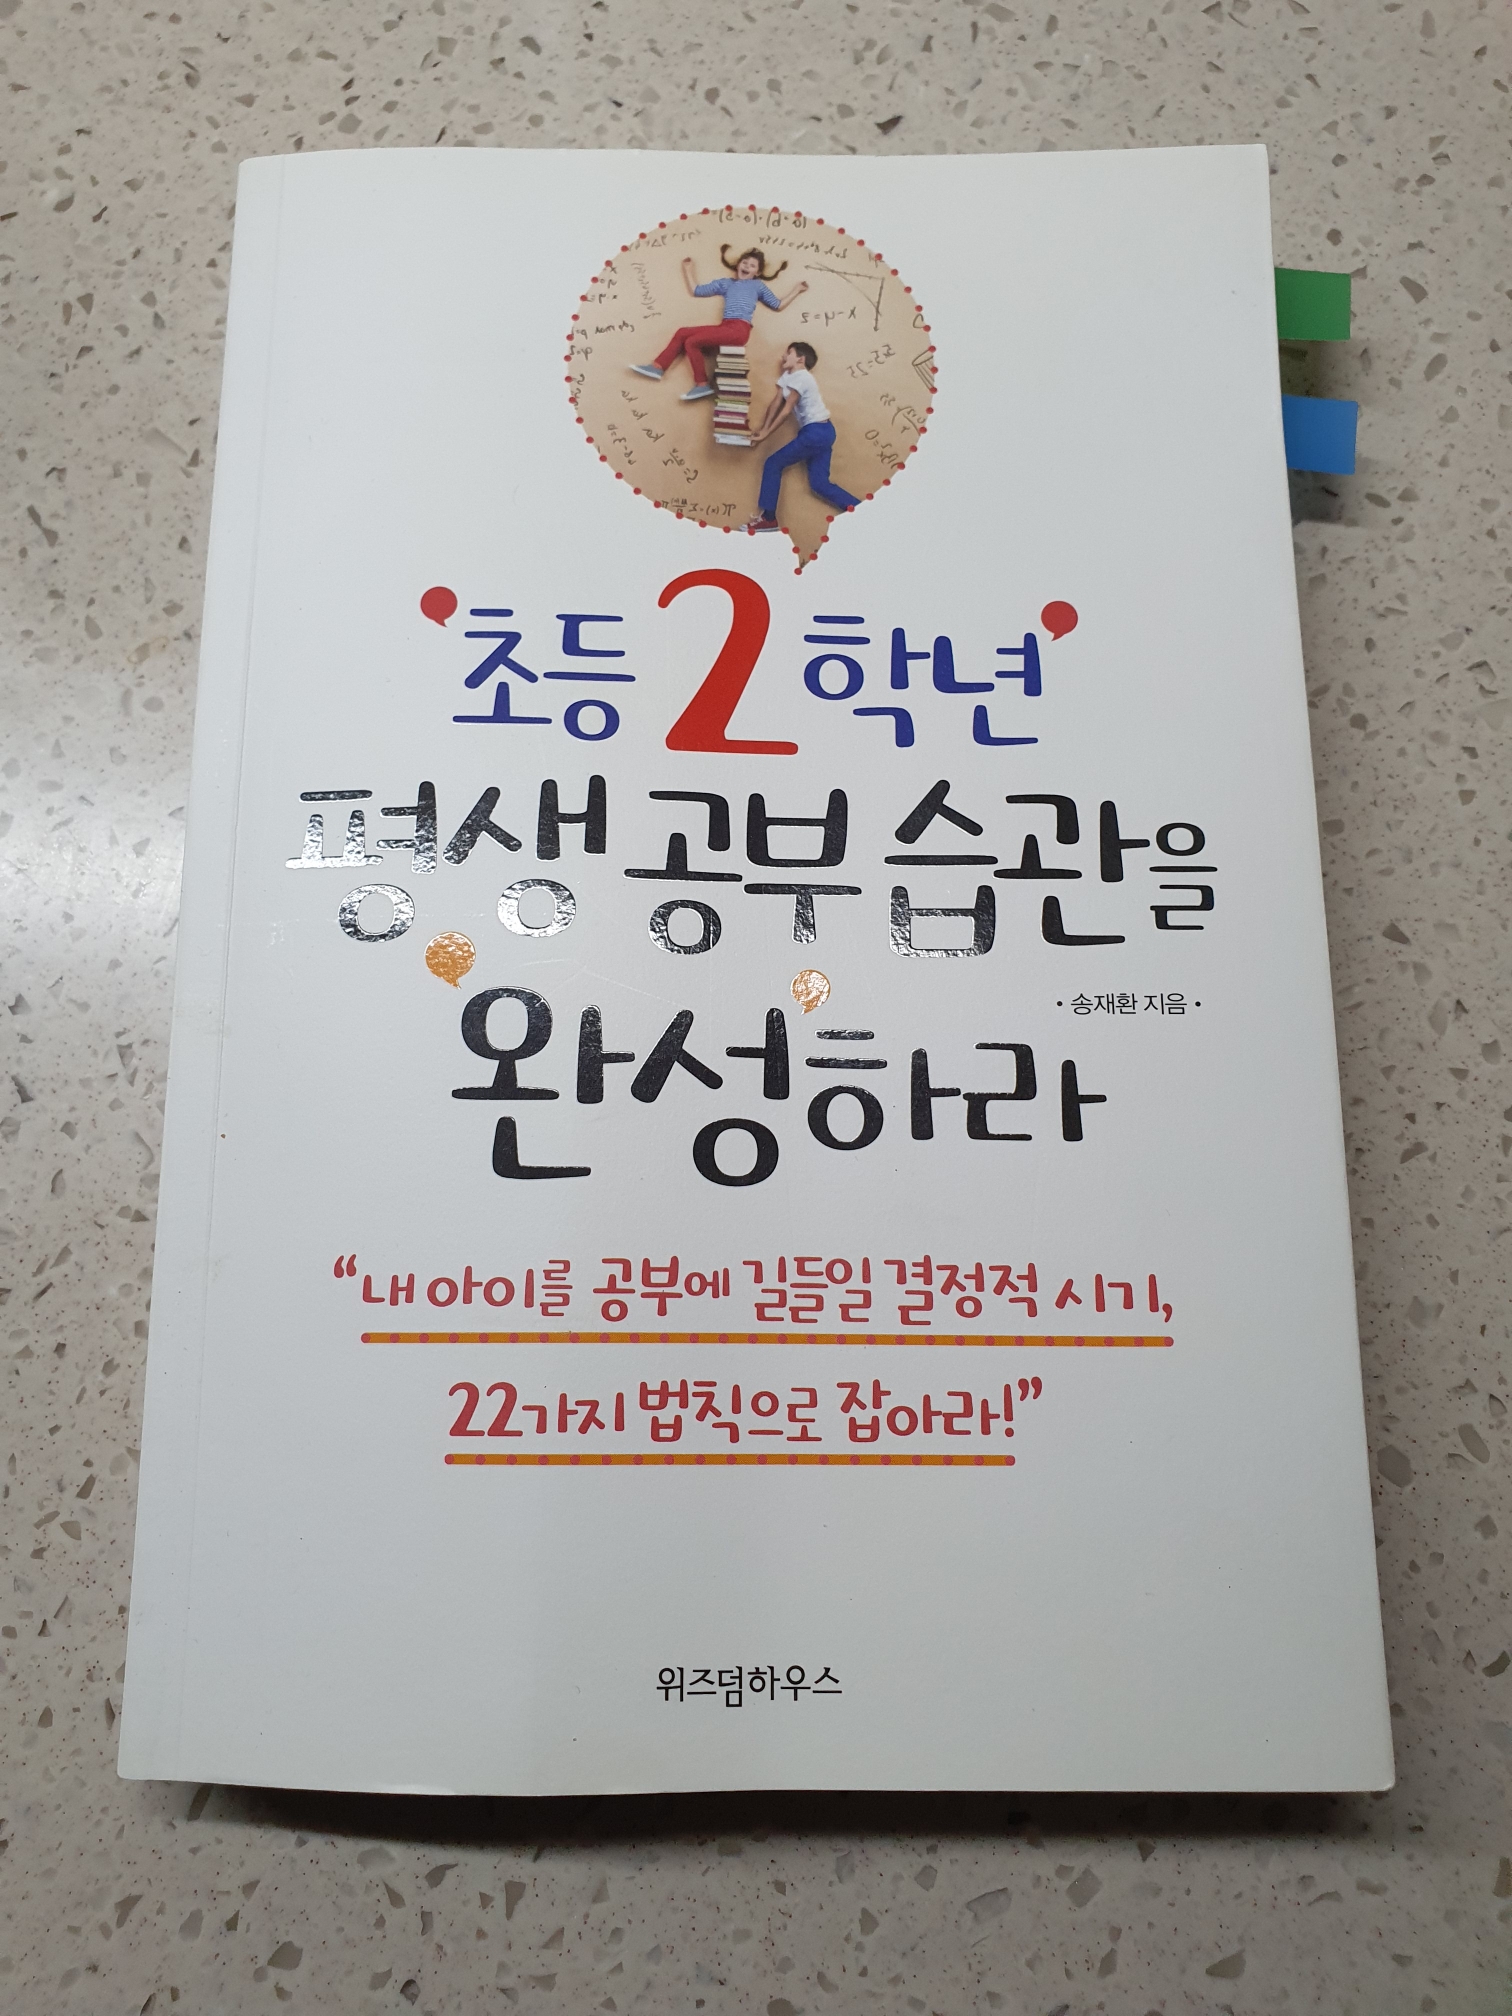 초등 2 학년
평생 공부 습관을
• 송재환 지음 •
완성하라
“내 아이를 공부에 길들일 결정적 시기,
22가지 법칙으로 잡아라!”
위즈덤하우스